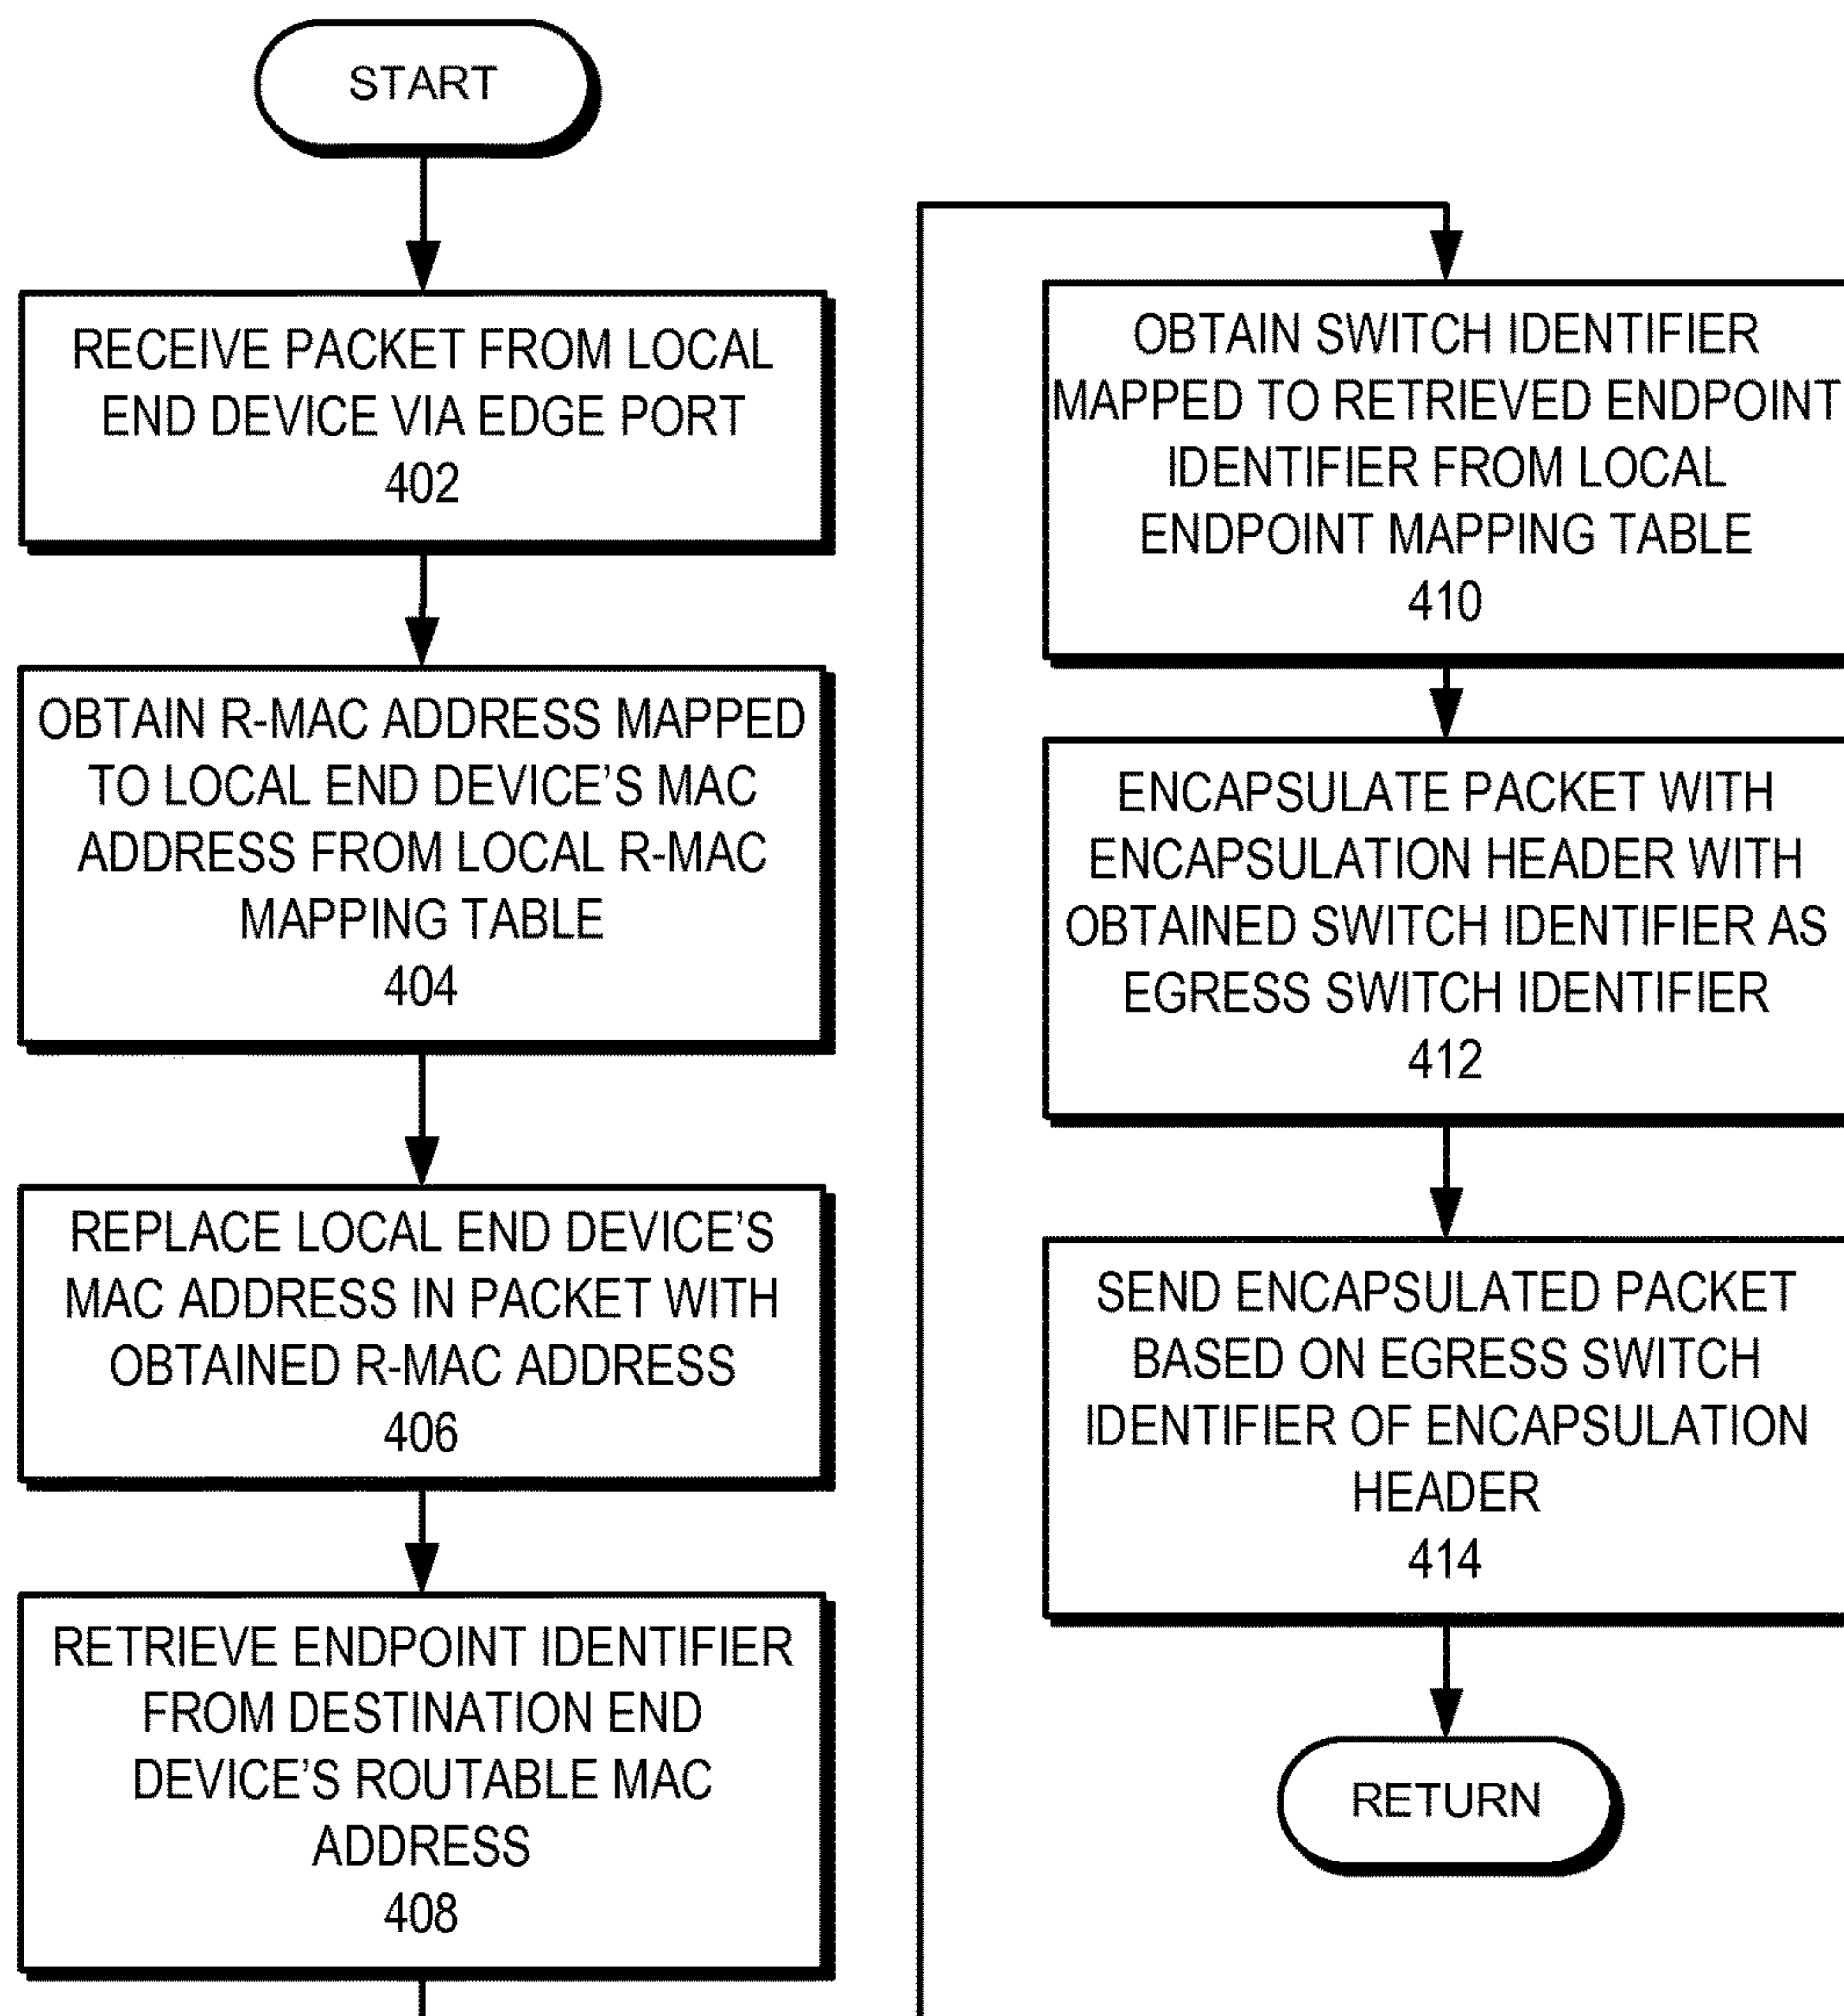 START
RECEIVE PACKET FROM LOCAL
END DEVICE VIA EDGE PORT
402
OBTAIN R-MAC ADDRESS MAPPED
TO LOCAL END DEVICE'S MAC
ADDRESS FROM LOCAL R-MAC
MAPPING TABLE
404
REPLACE LOCAL END DEVICE'S
MAC ADDRESS IN PACKET WITH
OBTAINED R-MAC ADDRESS
406
RETRIEVE ENDPOINT IDENTIFIER
FROM DESTINATION END
DEVICE'S ROUTABLE MAC
ADDRESS
408
OBTAIN SWITCH IDENTIFIER
MAPPED TO RETRIEVED ENDPOINT
IDENTIFIER FROM LOCAL
ENDPOINT MAPPING TABLE
410
ENCAPSULATE PACKET WITH
ENCAPSULATION HEADER WITH
OBTAINED SWITCH IDENTIFIER AS
EGRESS SWITCH IDENTIFIER
412
SEND ENCAPSULATED PACKET
BASED ON EGRESS SWITCH
IDENTIFIER OF ENCAPSULATION
HEADER
414
RETURN